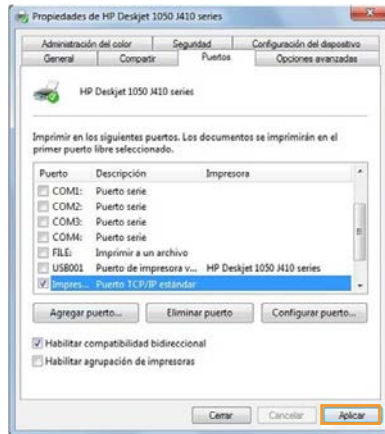 Propiedades de HP Deskjet 1050 J410 series
Administración del color Seguridad Configuración del dispositivo
General Compartir Puertos Opciones avanzadas
HP Deskjet 1050 J410 series
Imprimir en los siguientes puertos. Los documentos se imprimirán en el
primer puerto libre seleccionado.
Puerto Descripción Impresora
COM1: Puerto serie
COM2: Puerto serie
COM3: Puerto serie
COM4: Puerto serie
FILE: Imprimir a un archivo
USB001 Puerto de impresora v... HP Deskjet 1050 J410 series
Impres... Puerto TCP/IP estándar
Agregar puerto... Eliminar puerto Configurar puerto...
Habilitar compatibilidad bidireccional
Habilitar agrupación de impresoras
Cerrar Cancelar Aplicar